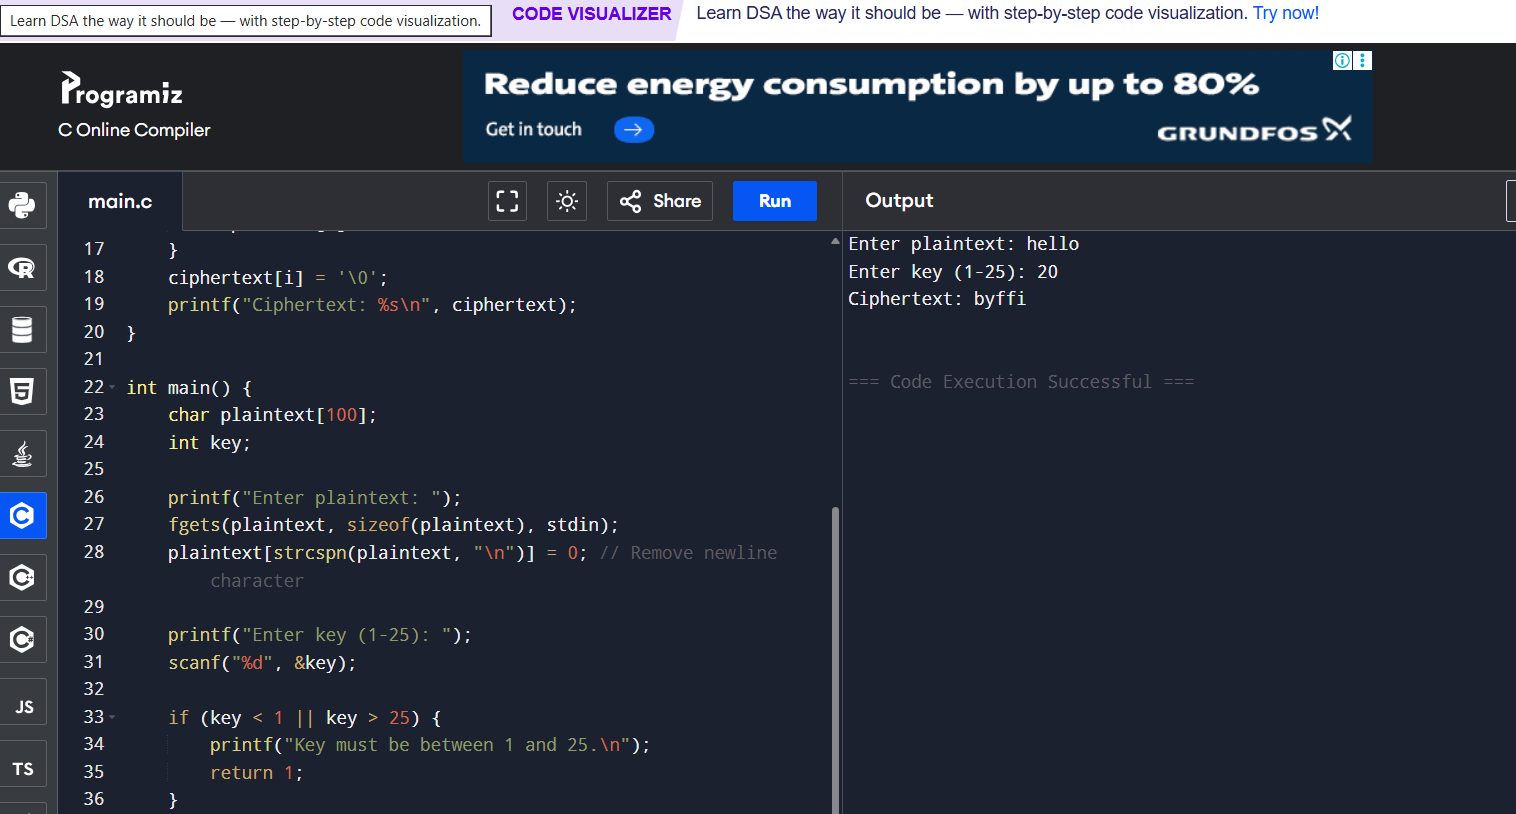 Learn DSA the way it should be — with step-by-step code visualization.
CODE VISUALIZER
Learn DSA the way it should be — with step-by-step code visualization. Try now!
Programiz
C Online Compiler
Reduce energy consumption by up to 80%
Get in touch
GRUNDFOS
main.c
Share
Run
Output
17 }
18 ciphertext[i] = '\0';
19 printf("Ciphertext: %s\n", ciphertext);
20 }
21
22 int main() {
23 char plaintext[100];
24 int key;
25
26 printf("Enter plaintext: ");
27 fgets(plaintext, sizeof(plaintext), stdin);
28 plaintext[strcspn(plaintext, "\n")] = 0; // Remove newline
character
29
30 printf("Enter key (1-25): ");
31 scanf("%d", &key);
32
33 if (key < 1 || key > 25) {
34 printf("Key must be between 1 and 25.\n");
35 return 1;
36 }
Enter plaintext: hello
Enter key (1-25): 20
Ciphertext: byffi
=== Code Execution Successful ===
JS
TS